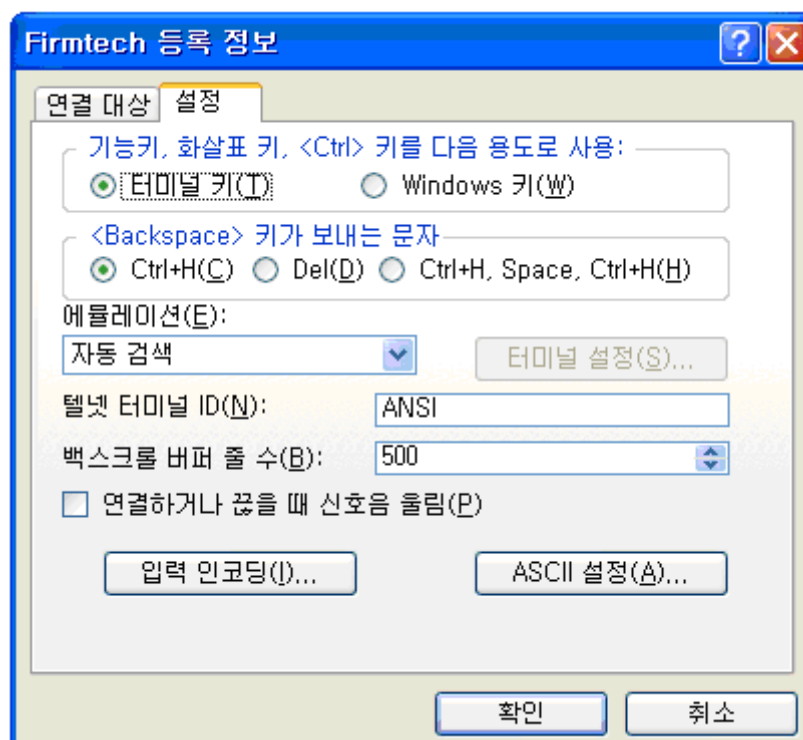 Firmtech 등록 정보
연결 대상 설정
기능키, 화살표 키, <Ctrl> 키를 다음 용도로 사용:
터미널 키(T) Windows 키(W)
<Backspace> 키가 보내는 문자
Ctrl+H(C) Del(D) Ctrl+H, Space, Ctrl+H(H)
에뮬레이션(E):
자동 검색 터미널 설정(S)...
텔넷 터미널 ID(N): ANSI
백스크롤 버퍼 줄 수(B): 500
연결하거나 끊을 때 신호음 울림(P)
입력 인코딩(I)... ASCII 설정(A)...
확인 취소